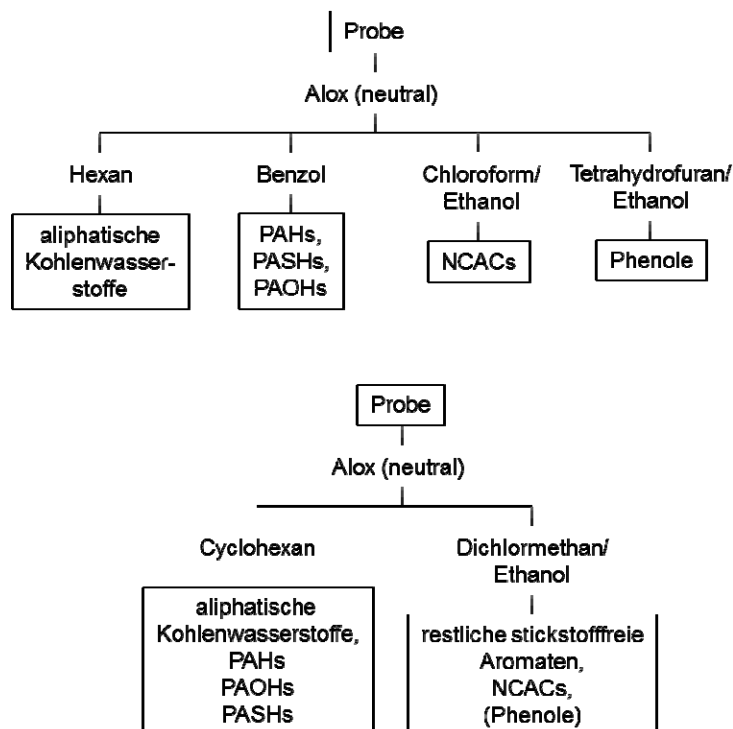 Probe
Alox (neutral)
Hexan
Benzol
Chloroform/
Ethanol
Tetrahydrofuran/
Ethanol
aliphatische
Kohlenwasser-
stoffe
PAHs,
PASHs,
PAOHs
NCACs
Phenole
Probe
Alox (neutral)
Cyclohexan
Dichlormethan/
Ethanol
aliphatische
Kohlenwasserstoffe,
PAHs
PAOHs
PASHs
restliche stickstofffreie
Aromaten,
NCACs,
(Phenole)